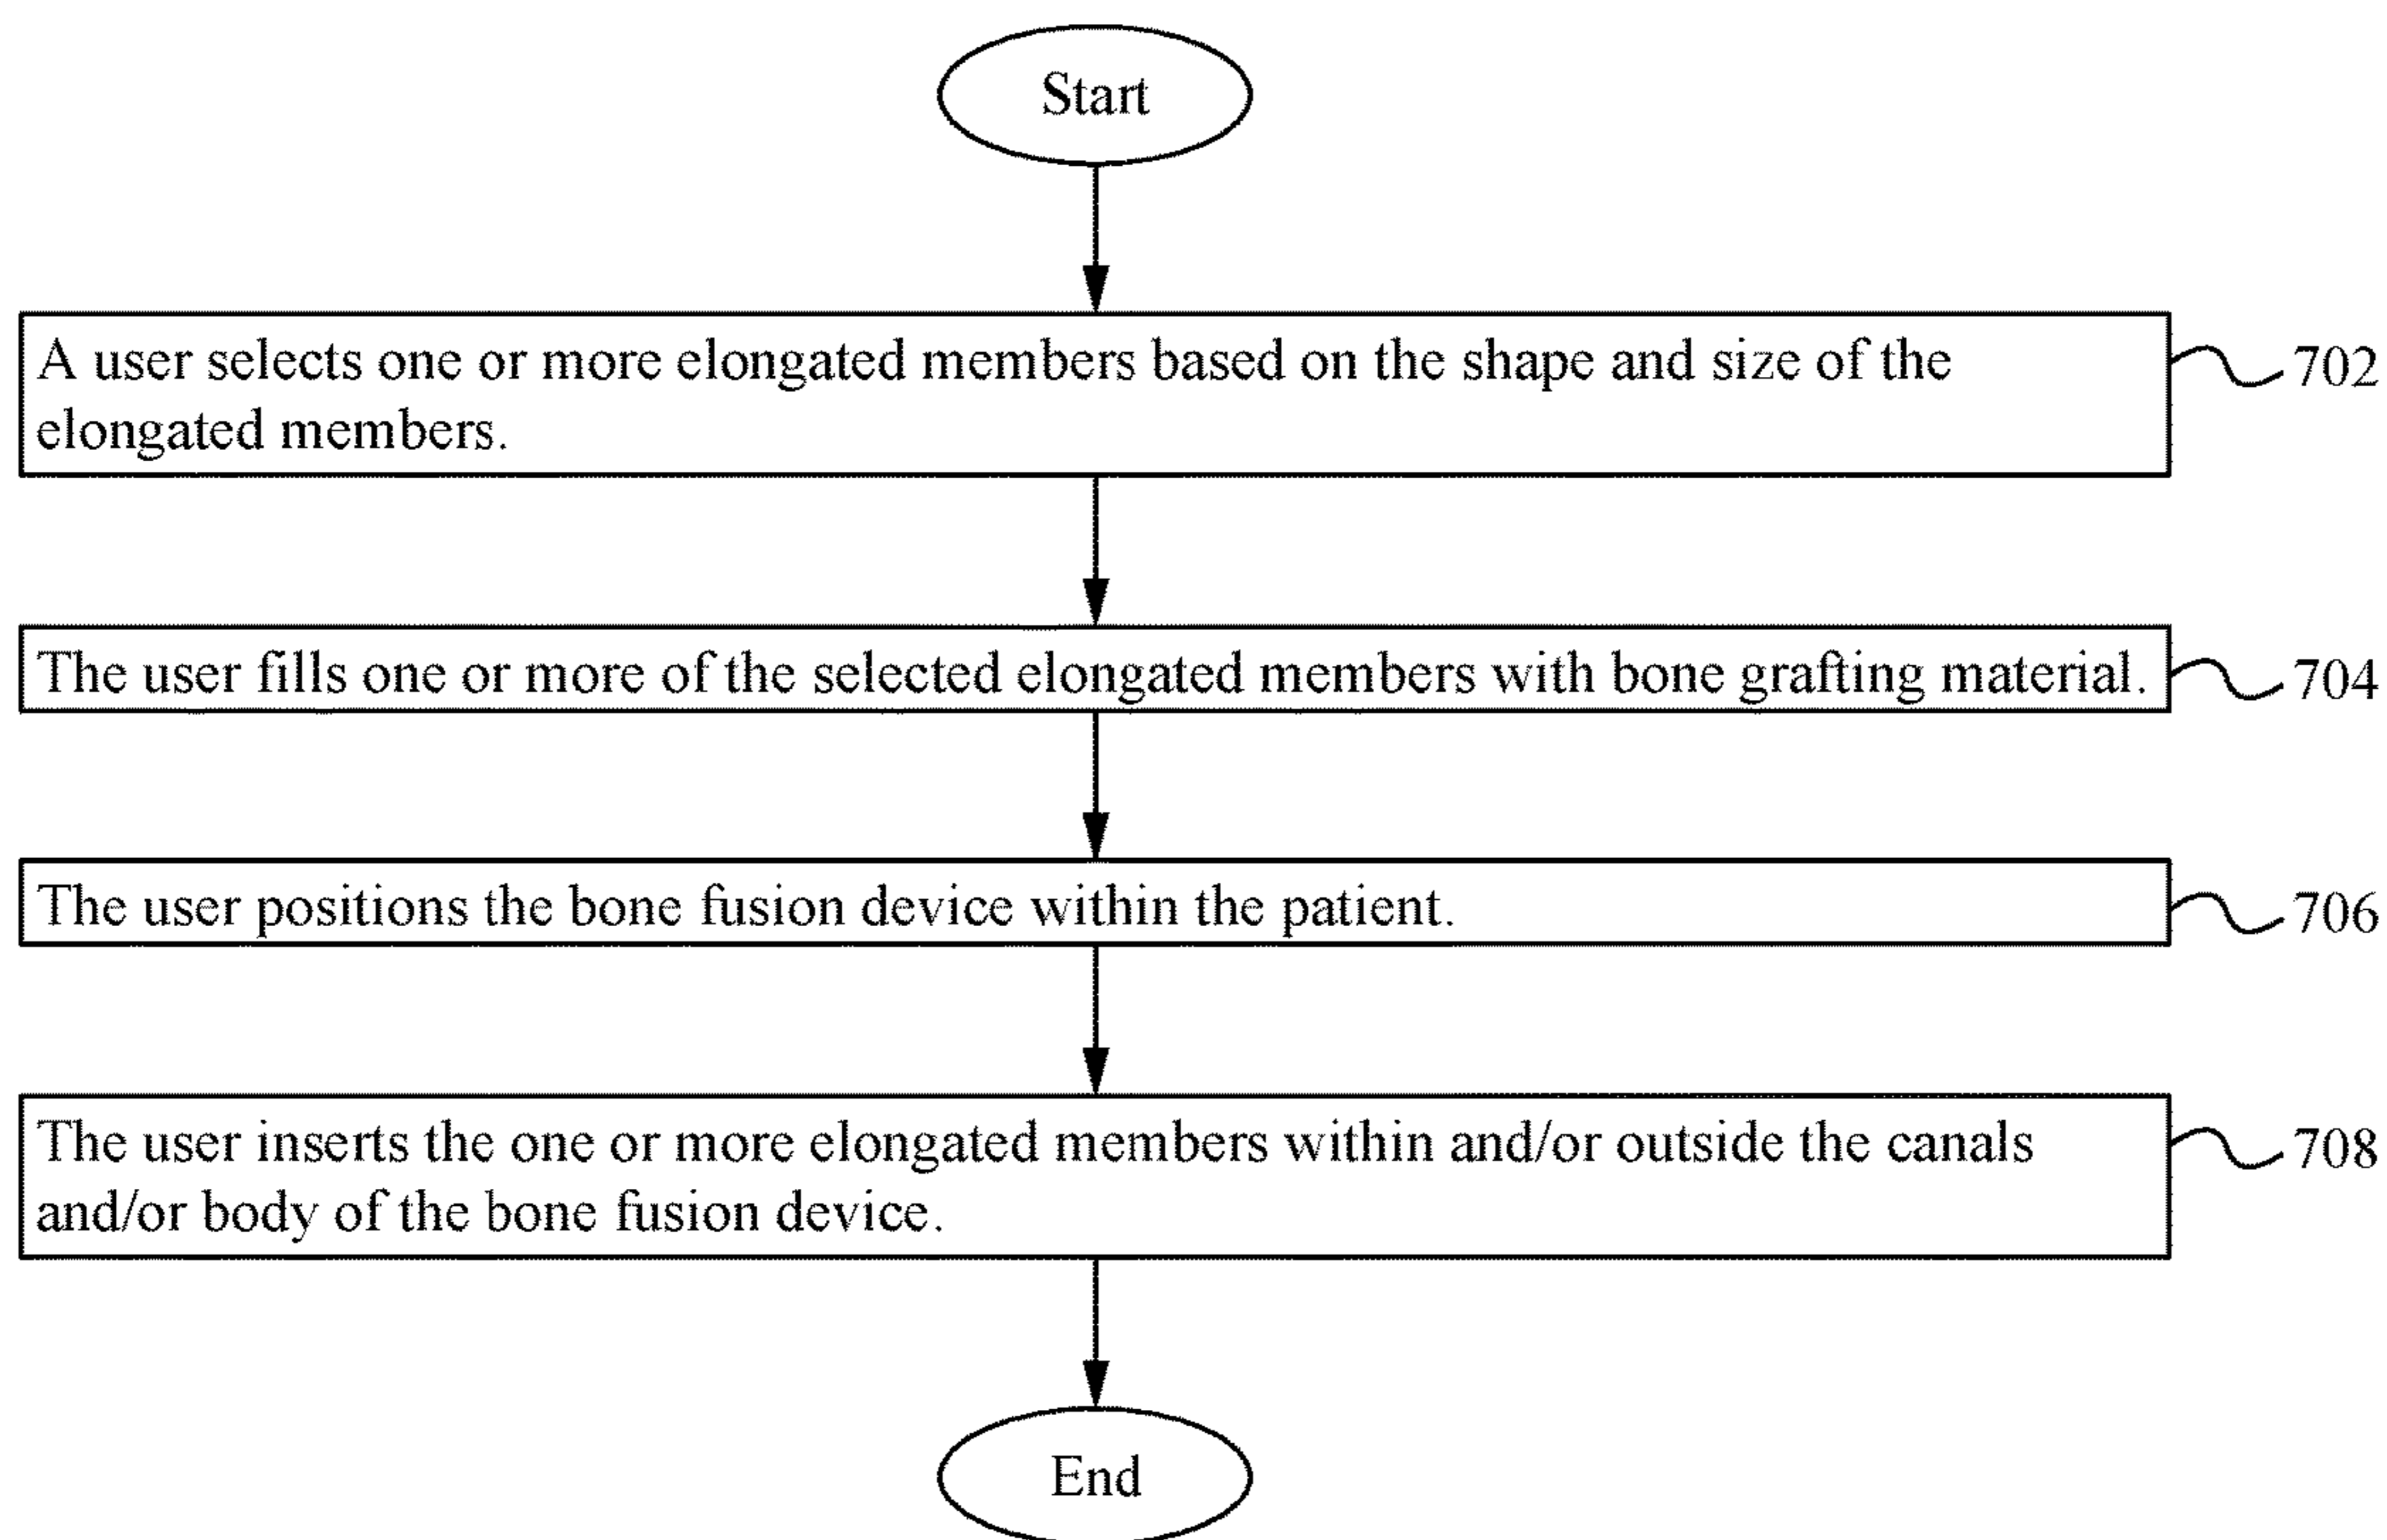 Start
A user selects one or more elongated members based on the shape and size of the
elongated members.
702
The user fills one or more of the selected elongated members with bone grafting material.
704
The user positions the bone fusion device within the patient.
706
The user inserts the one or more elongated members within and/or outside the canals
and/or body of the bone fusion device.
708
End